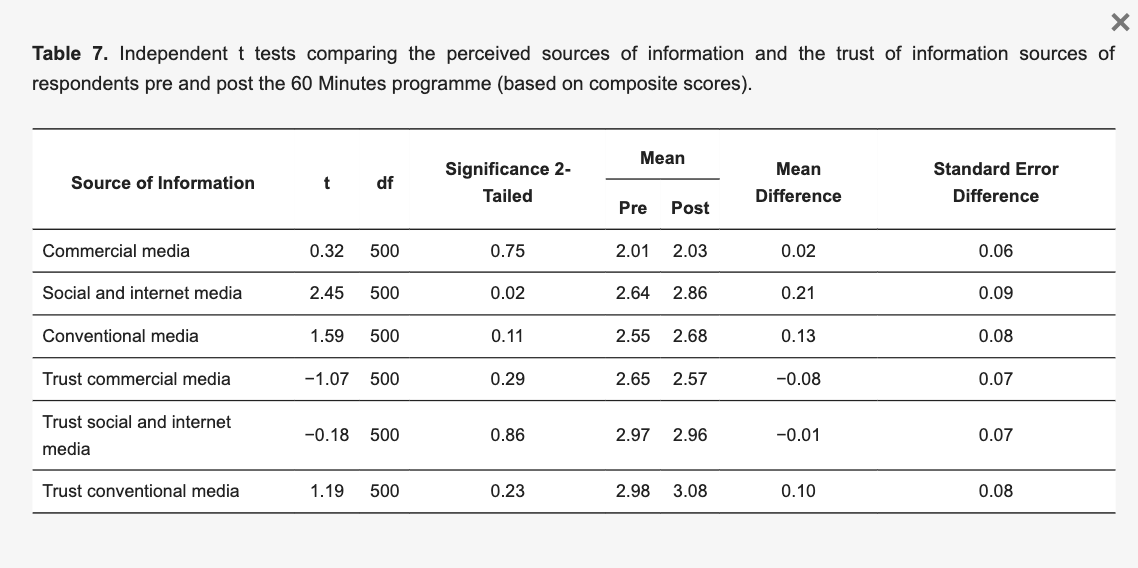 Table 7. Independent t tests comparing the perceived sources of information and the trust of information sources of
respondents pre and post the 60 Minutes programme (based on composite scores).
Source of Information t df Significance 2-Tailed Mean Mean Difference Standard Error Difference
Pre Post
Commercial media 0.32 500 0.75 2.01 2.03 0.02 0.06
Social and internet media 2.45 500 0.02 2.64 2.86 0.21 0.09
Conventional media 1.59 500 0.11 2.55 2.68 0.13 0.08
Trust commercial media −1.07 500 0.29 2.65 2.57 −0.08 0.07
Trust social and internet media −0.18 500 0.86 2.97 2.96 −0.01 0.07
Trust conventional media 1.19 500 0.23 2.98 3.08 0.10 0.08